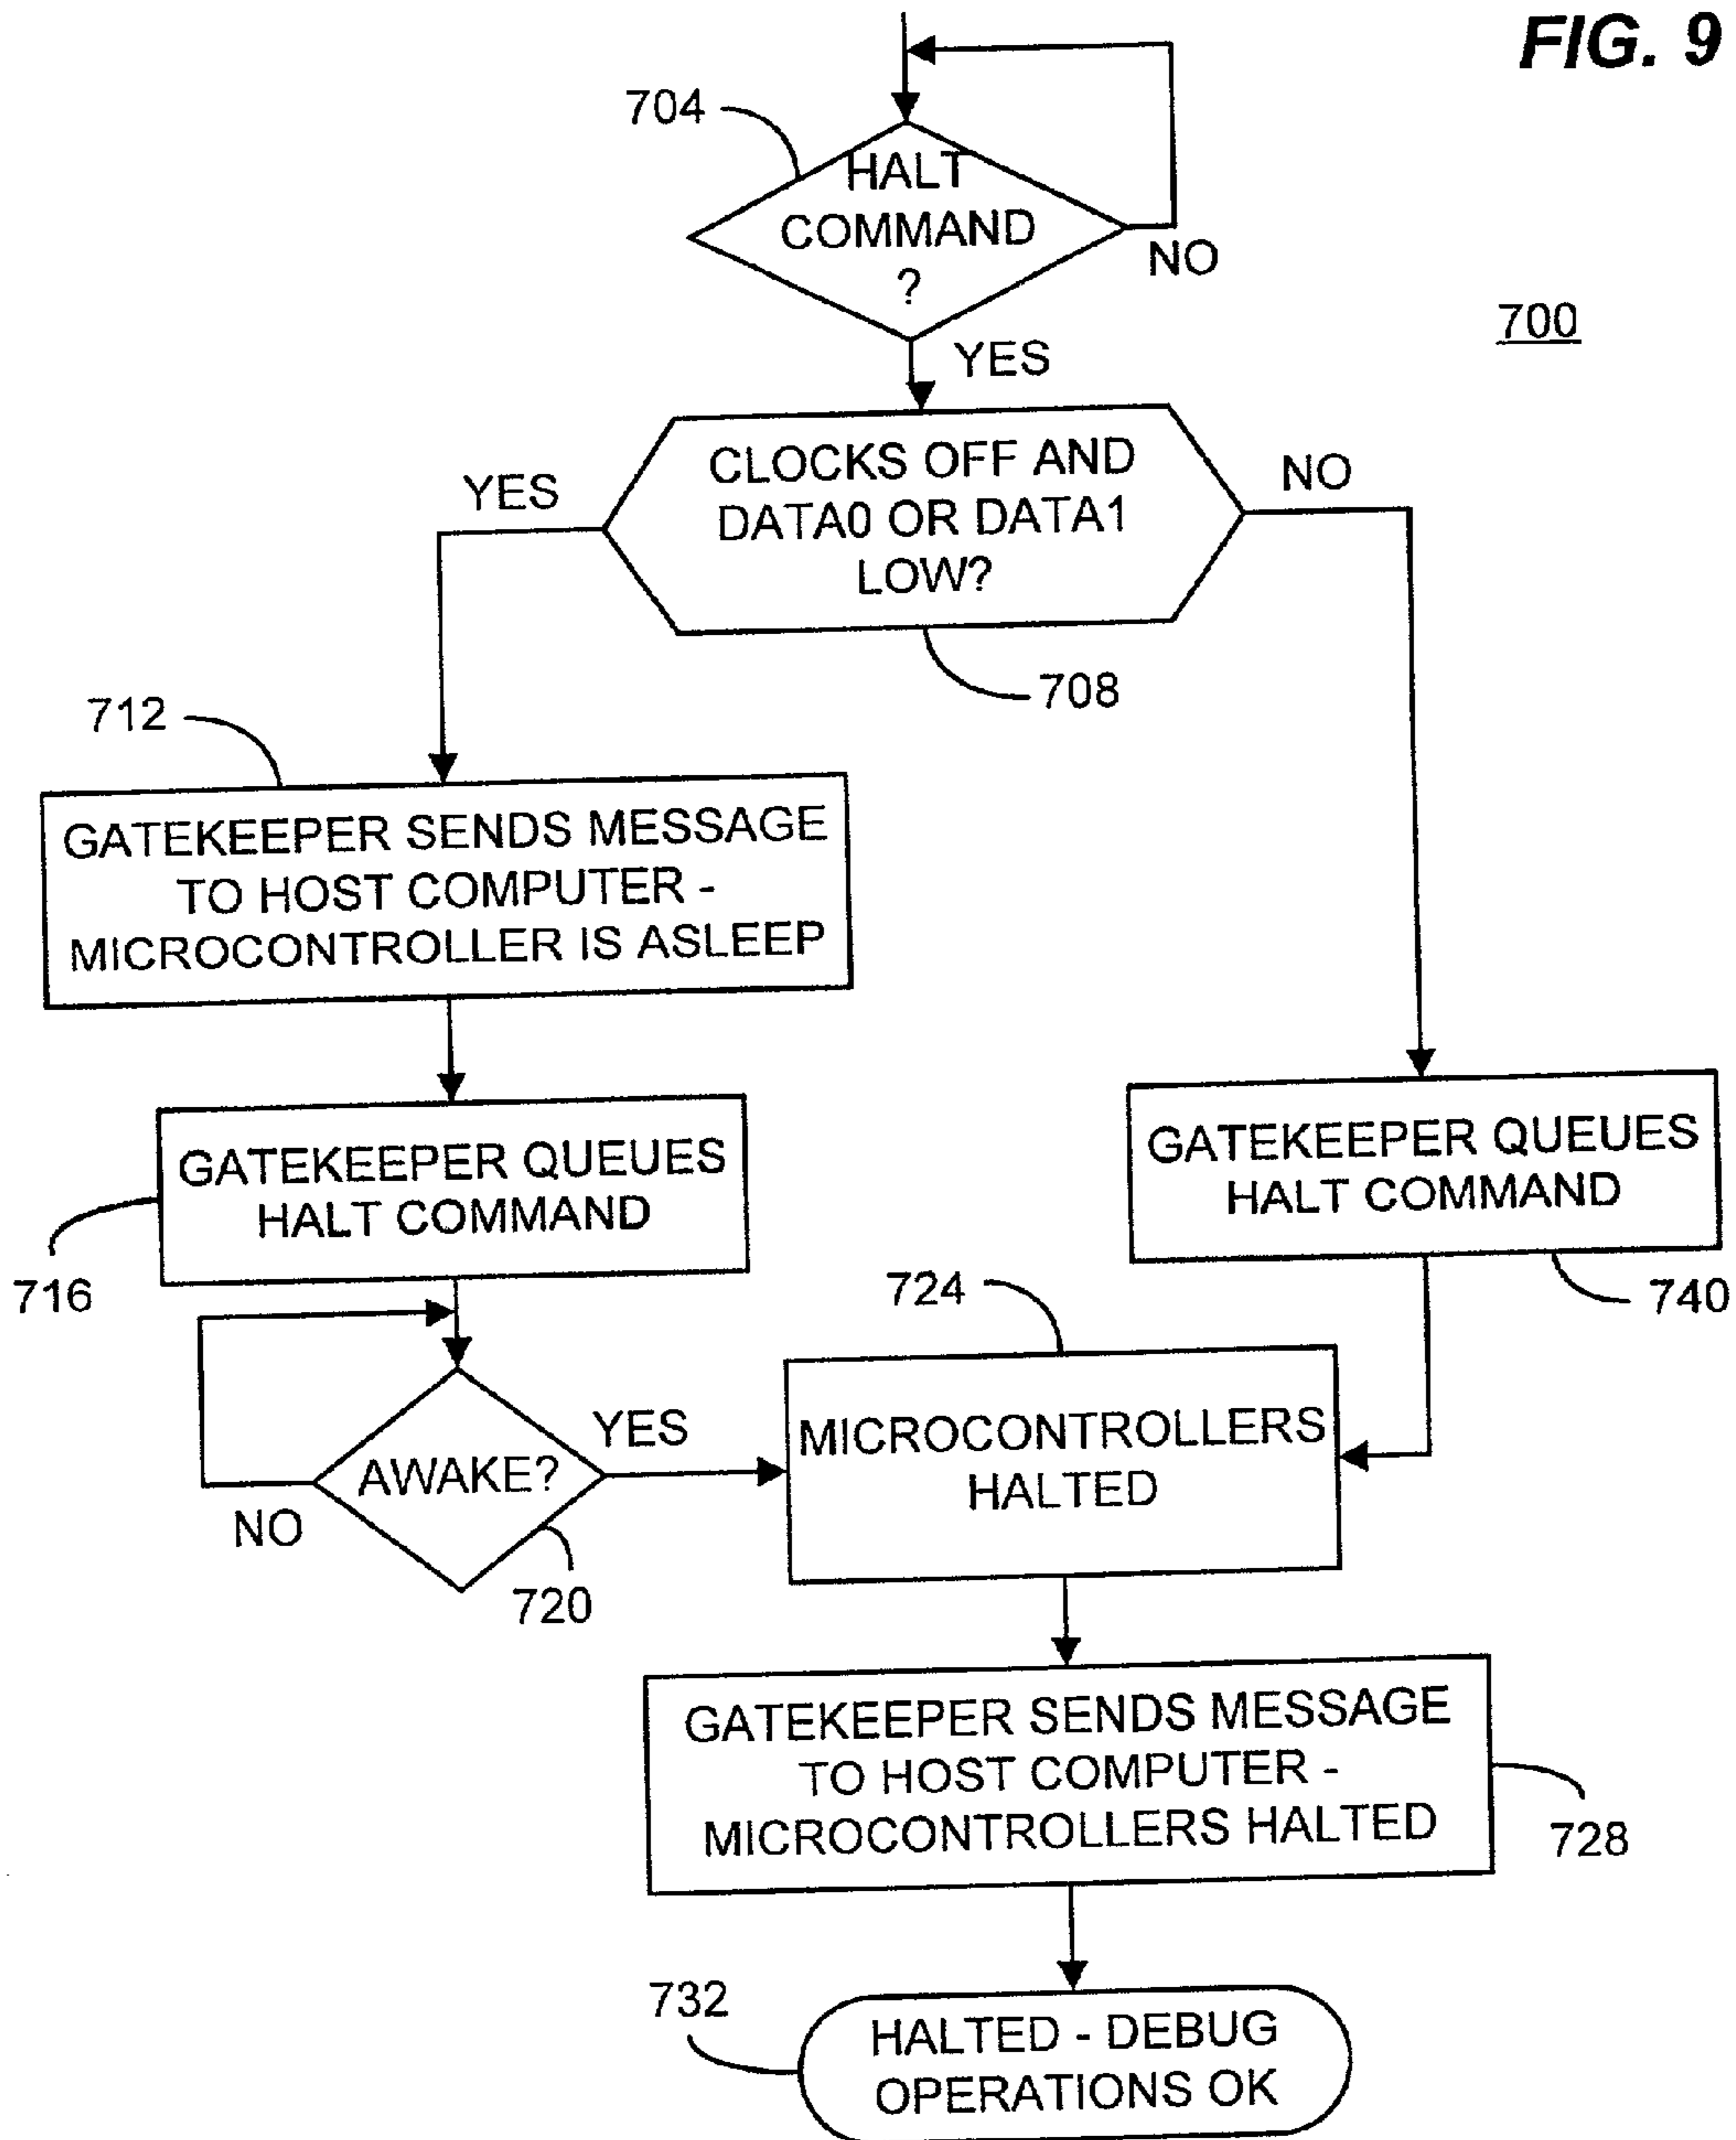 FIG. 9
704
HALT
COMMAND
?
NO
700
YES
CLOCKS OFF AND
DATA0 OR DATA1
LOW?
YES
NO
708
712
GATEKEEPER SENDS MESSAGE
TO HOST COMPUTER -
MICROCONTROLLER IS ASLEEP
GATEKEEPER QUEUES
HALT COMMAND
716
GATEKEEPER QUEUES
HALT COMMAND
740
724
AWAKE?
YES
NO
720
MICROCONTROLLERS
HALTED
GATEKEEPER SENDS MESSAGE
TO HOST COMPUTER -
MICROCONTROLLERS HALTED
728
732
HALTED - DEBUG
OPERATIONS OK